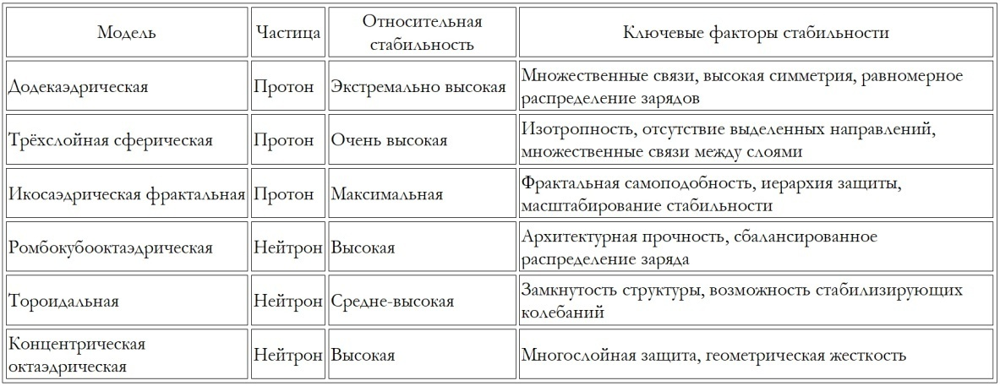 Модель
Частица
Относительная
стабильность
Ключевые факторы стабильности
Додекаэдрическая
Протон
Экстремально высокая
Множественные связи, высокая симметрия, равномерное
распределение зарядов
Трёхслойная сферическая
Протон
Очень высокая
Изотропность, отсутствие выделенных направлений,
множественные связи между слоями
Икосаэдрическая фрактальная
Протон
Максимальная
Фрактальная самоподобность, иерархия защиты,
масштабирование стабильности
Ромбокубооктаэдрическая
Нейтрон
Высокая
Архитектурная прочность, сбалансированное
распределение заряда
Тороидальная
Нейтрон
Средне-высокая
Замкнутость структуры, возможность стабилизирующих
колебаний
Концентрическая
октаэдрическая
Нейтрон
Высокая
Многослойная защита, геометрическая жесткость